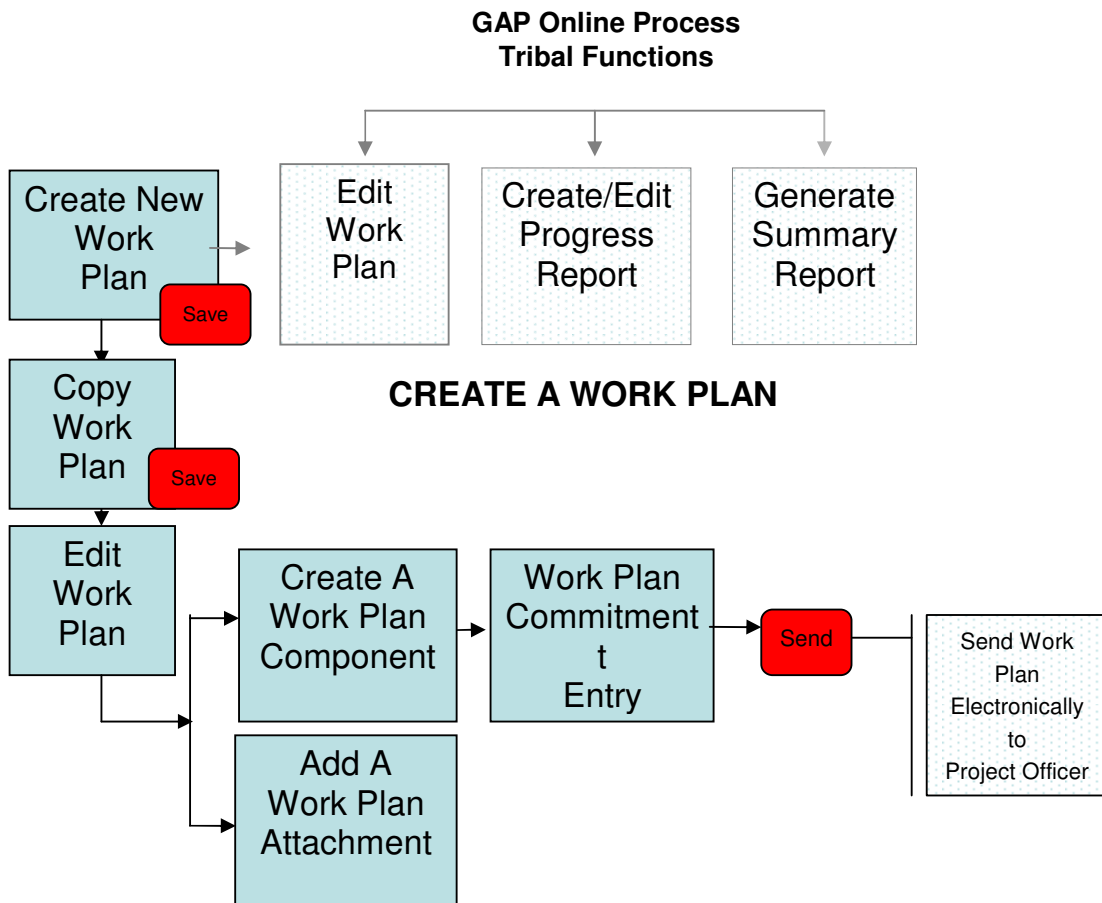 GAP Online Process
Tribal Functions
Create New
Work
Plan
Save
Edit
Work
Plan
Create/Edit
Progress
Report
Generate
Summary
Report
CREATE A WORK PLAN
Copy
Work
Plan
Save
Edit
Work
Plan
Create A
Work Plan
Component
Work Plan
Commitment
t
Entry
Send
Send Work
Plan
Electronically
to
Project Officer
Add A
Work Plan
Attachment